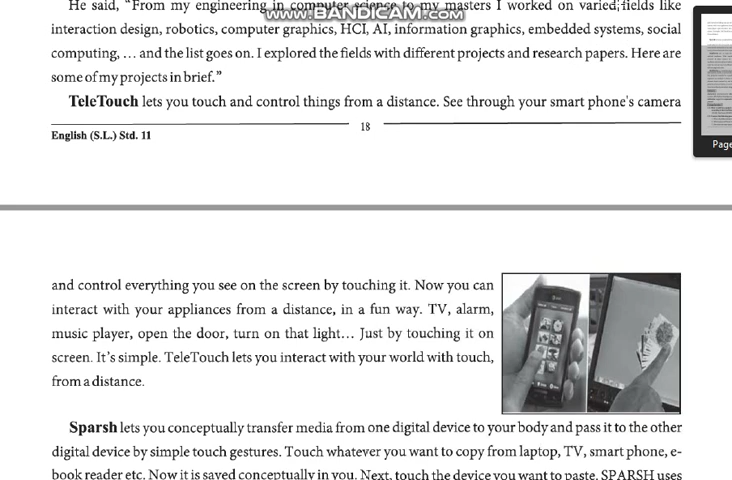 He said, "From my engineering in computer science to my masters I worked on varied fields like
www.BANDICAM.com
interaction design, robotics, computer graphics, HCI, AI, information graphics, embedded systems, social
computing, ... and the list goes on. I explored the fields with different projects and research papers. Here are
some of my projects in brief."
TeleTouch lets you touch and control things from a distance. See through your smart phone's camera
18
English (S.L.) Std. 11
Page
and control everything you see on the screen by touching it. Now you can
interact with your appliances from a distance, in a fun way. TV, alarm,
music player, open the door, turn on that light... Just by touching it on
screen. It's simple. TeleTouch lets you interact with your world with touch,
from a distance.
Sparsh lets you conceptually transfer media from one digital device to your body and pass it to the other
digital device by simple touch gestures. Touch whatever you want to copy from laptop, TV, smart phone, e-
book reader etc. Now it is saved conceptually in you. Next, touch the device you want to paste. SPARSH uses